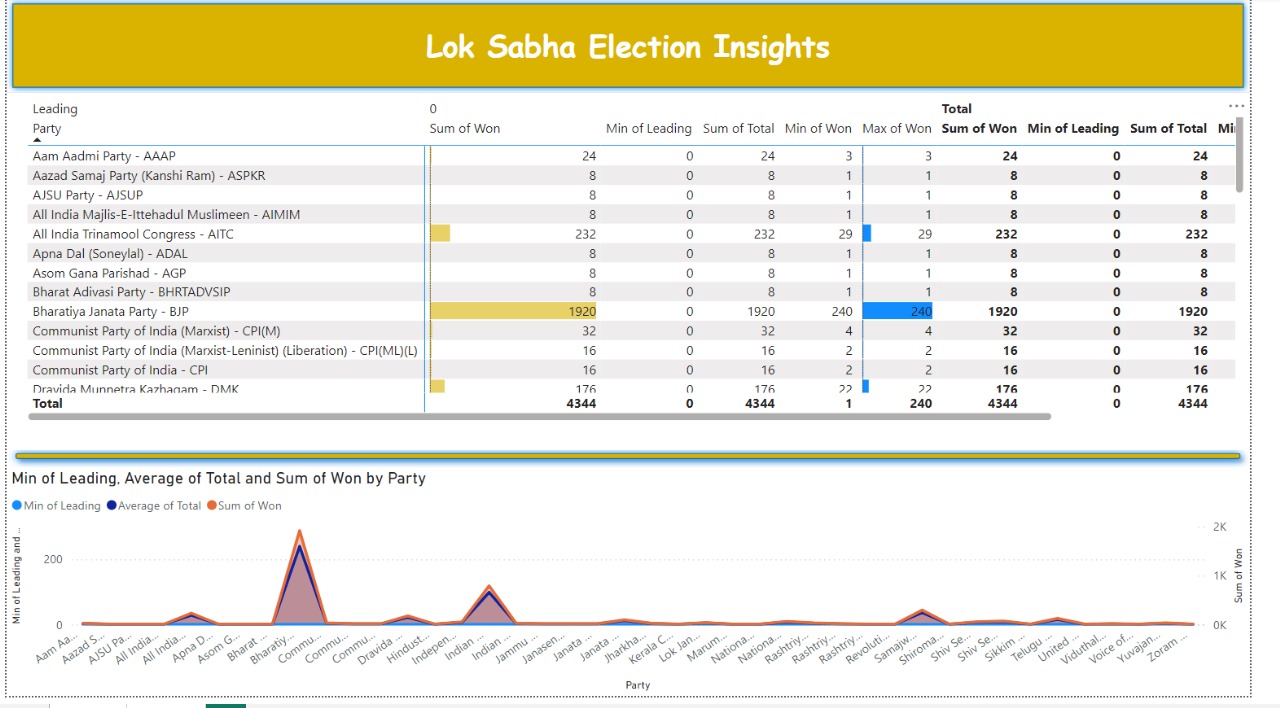 Lok Sabha Election Insights
Leading 0 Total
Party Sum of Won Min of Leading Sum of Total Min of Won Max of Won Sum of Won Min of Leading Sum of Total
Aam Aadmi Party - AAAP 24 0 24 3 3 24 0 24
Aazad Samaj Party (Kanshi Ram) - ASPKR 8 0 8 1 1 8 0 8
AJSU Party - AJSUP 8 0 8 1 1 8 0 8
All India Majlis-E-Ittehadul Muslimeen - AIMIM 8 0 8 1 1 8 0 8
All India Trinamool Congress - AITC 232 0 232 29 29 232 0 232
Apna Dal (Soneylal) - ADAL 8 0 8 1 1 8 0 8
Asom Gana Parishad - AGP 8 0 8 1 1 8 0 8
Bharat Adivasi Party - BHRTADVSIP 8 0 8 1 1 8 0 8
Bharatiya Janata Party - BJP 1920 0 1920 240 240 1920 0 1920
Communist Party of India (Marxist) - CPI(M) 32 0 32 4 4 32 0 32
Communist Party of India (Marxist-Leninist) (Liberation) - CPI(ML)(L) 16 0 16 2 2 16 0 16
Communist Party of India - CPI 16 0 16 2 2 16 0 16
Dravida Munnetra Kazhagam - DMK 176 0 176 22 22 176 0 176
Total 4344 0 4344 1 240 4344 0 4344
Min of Leading, Average of Total and Sum of Won by Party
Min of Leading Average of Total Sum of Won
Min of Leading and ...
200
0
2K
1K
0K
Sum of Won
Aam Aa... Aazad S... AJSU Pa... All India... All India... Apna D... Asom G... Bharat ... Bharatiy... Commu... Commu... Commu... Dravida ... Hindust... Indepen... Indian ... Indian ... Jammu ... Janasen... Janata ... Janata ... Jharkha... Kerala C... Lok Jan... Marum... Nationa... Nationa... Rashtriy... Rashtriy... Rashtriy... Revoluti... Samajw... Shiroma... Shiv Se... Shiv Se... Sikkim ... Telugu ... United ... Viduthal... Voice of... Yuvajan... Zoram ...
Party